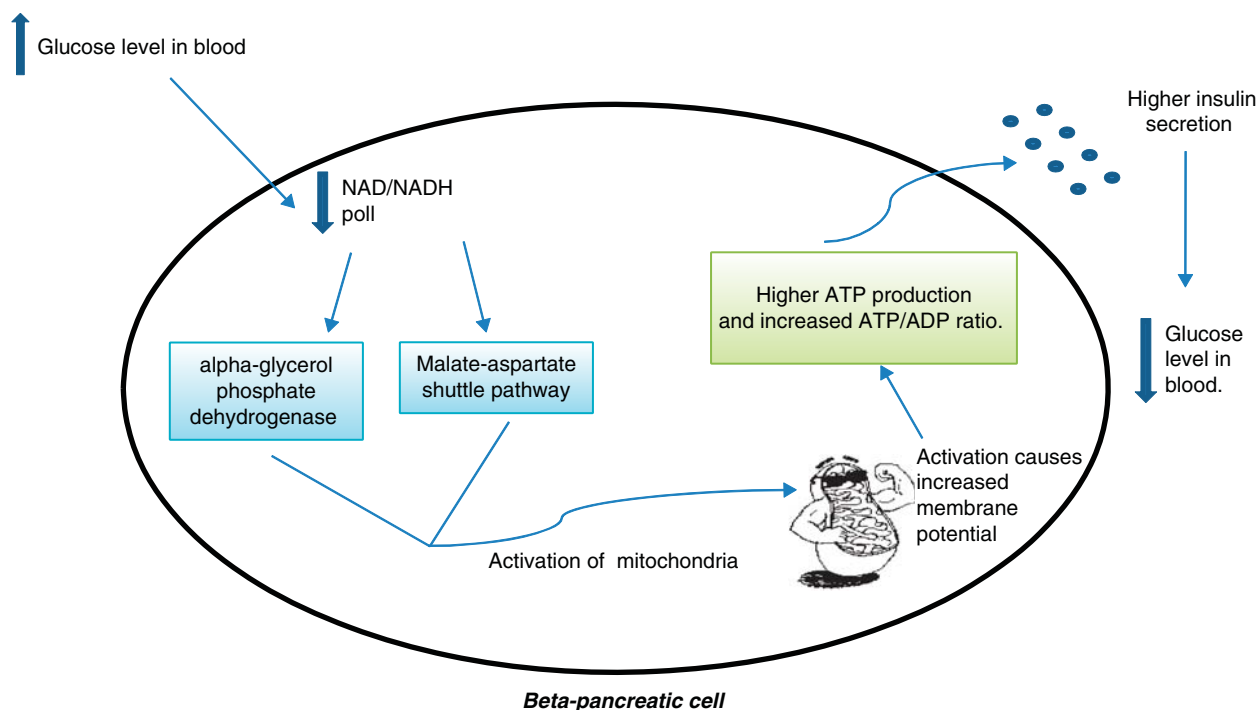 Glucose level in blood
NAD/NADH
poll
alpha-glycerol
phosphate
dehydrogenase
Malate-aspartate
shuttle pathway
Activation of mitochondria
Activation causes
increased
membrane
potential
Higher ATP production
and increased ATP/ADP ratio.
Higher insulin
secretion
Glucose
level in
blood.
Beta-pancreatic cell